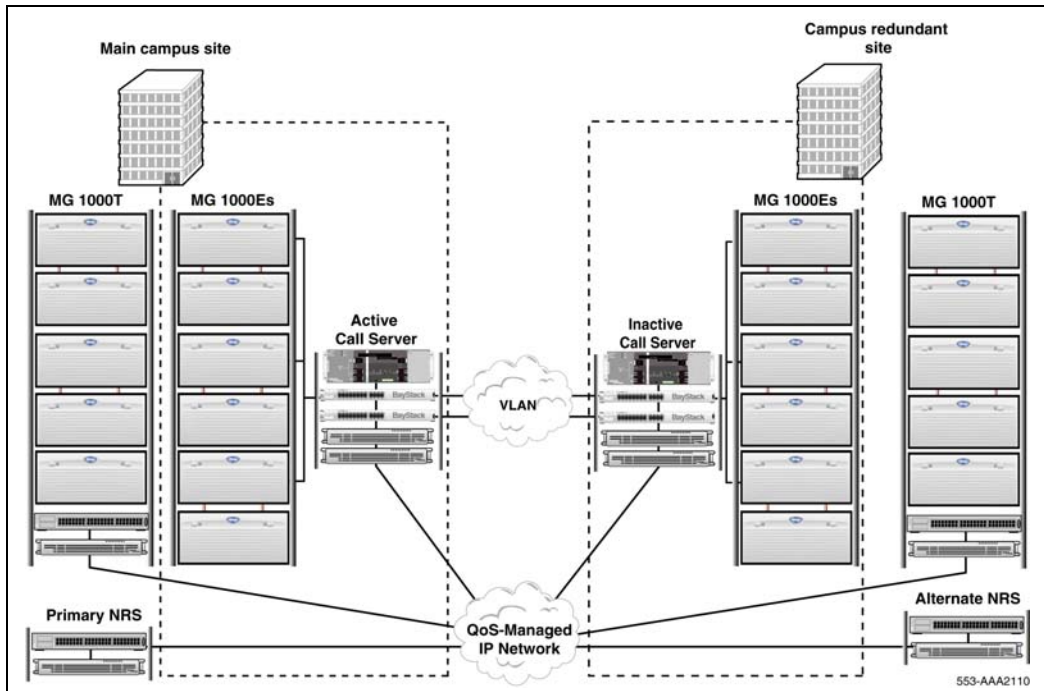 Main campus site
Campus redundant
site
MG 1000T
MG 1000Es
MG 1000Es
MG 1000T
Active
Call Server
Inactive
Call Server
BayStack
BayStack
VLAN
BayStack
BayStack
Primary NRS
QoS-Managed
IP Network
Alternate NRS
553-AAA2110